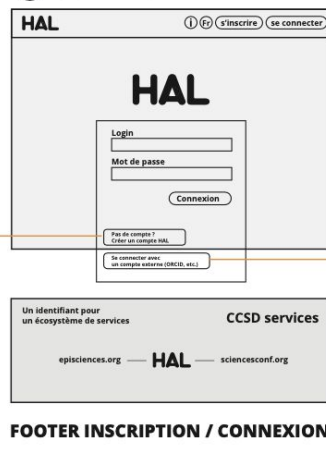 HAL
i Fr s'inscrire se connecter
HAL
Login
Mot de passe
Connexion
Pas de compte ?
Créer un compte HAL
Se connecter avec
un compte externe (ORCID, etc.)
Un identifiant pour
un écosystème de services
CCSD services
episciences.org — HAL — sciencesconf.org
FOOTER INSCRIPTION / CONNEXION